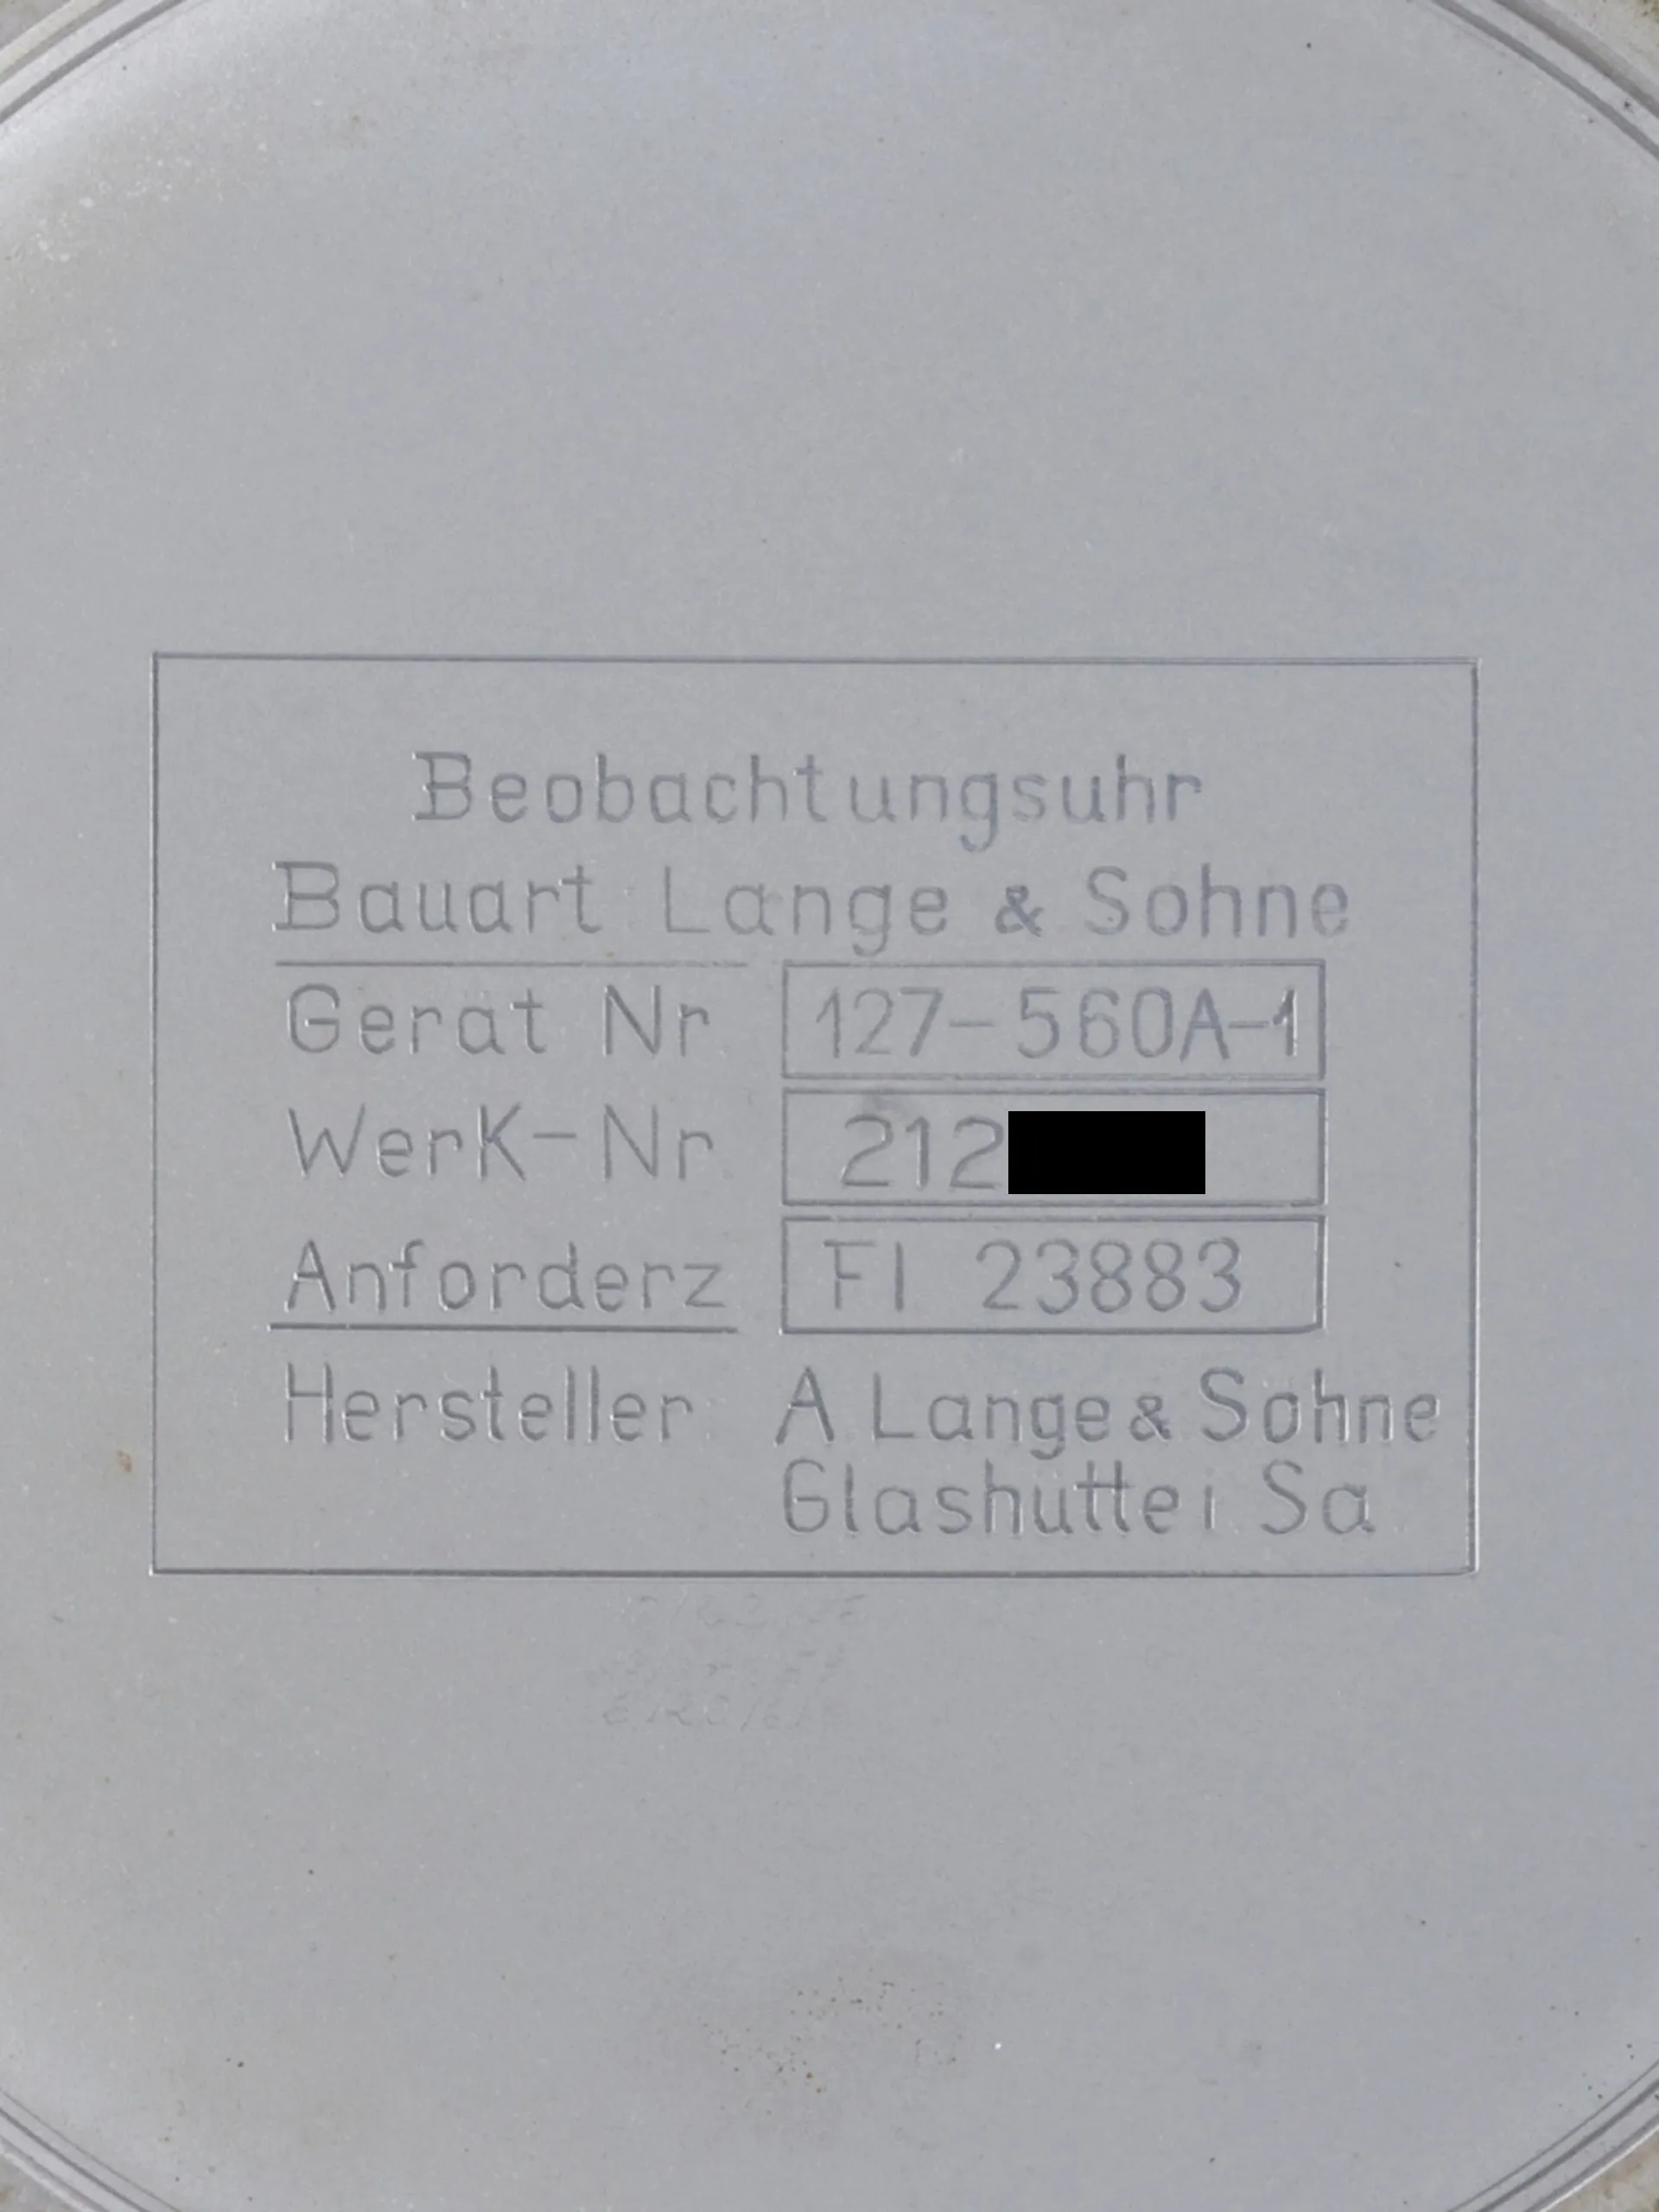 Beobachtungsuhr
Bauart Lange & Sohne
Gerat Nr 127-560A-1
Werk-Nr 212
Anforderz Fl 23883
Hersteller A Lange & Sohne
Glashutte i Sa